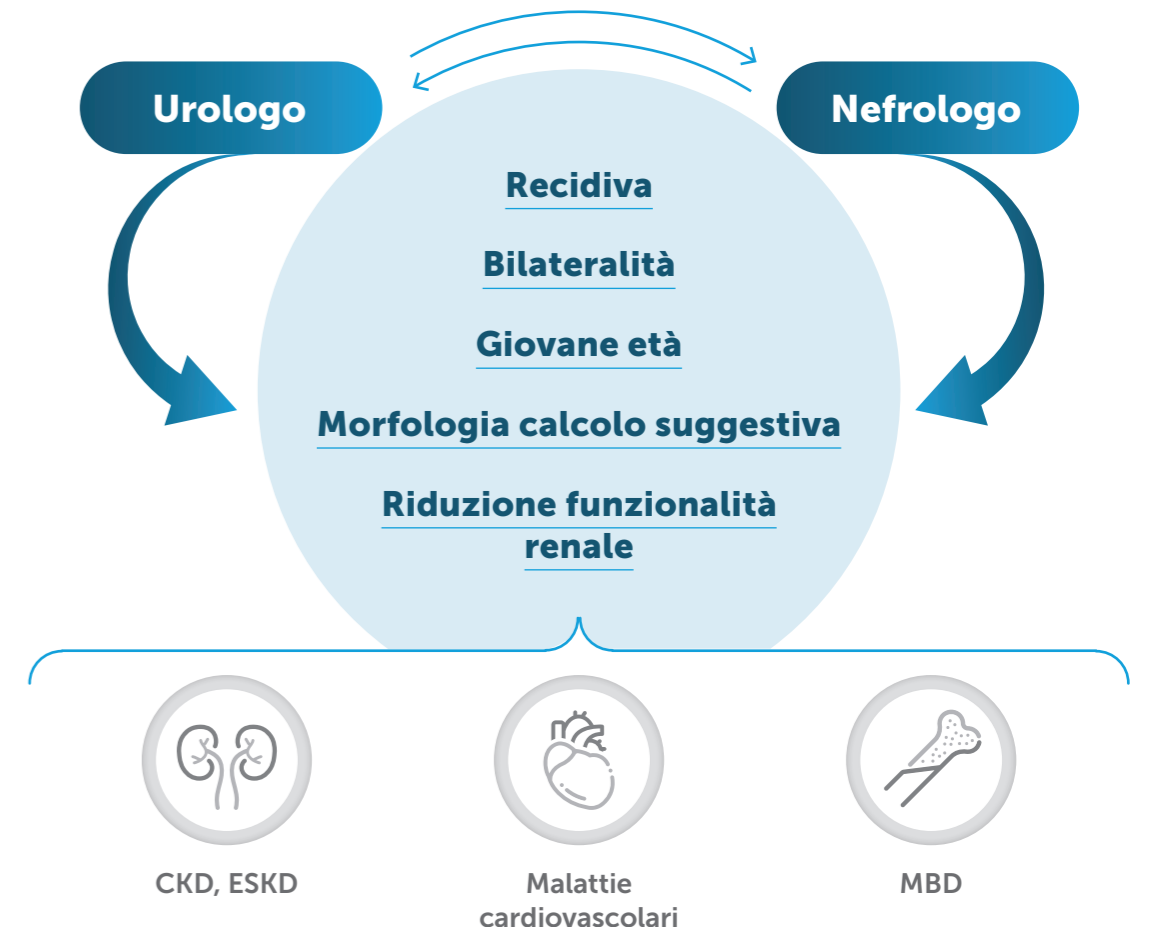 Urologo
Nefrologo
Recidiva
Bilateralità
Giovane età
Morfologia calcolo suggestiva
Riduzione funzionalità
renale
CKD, ESKD
Malattie
cardiovascolari
MBD